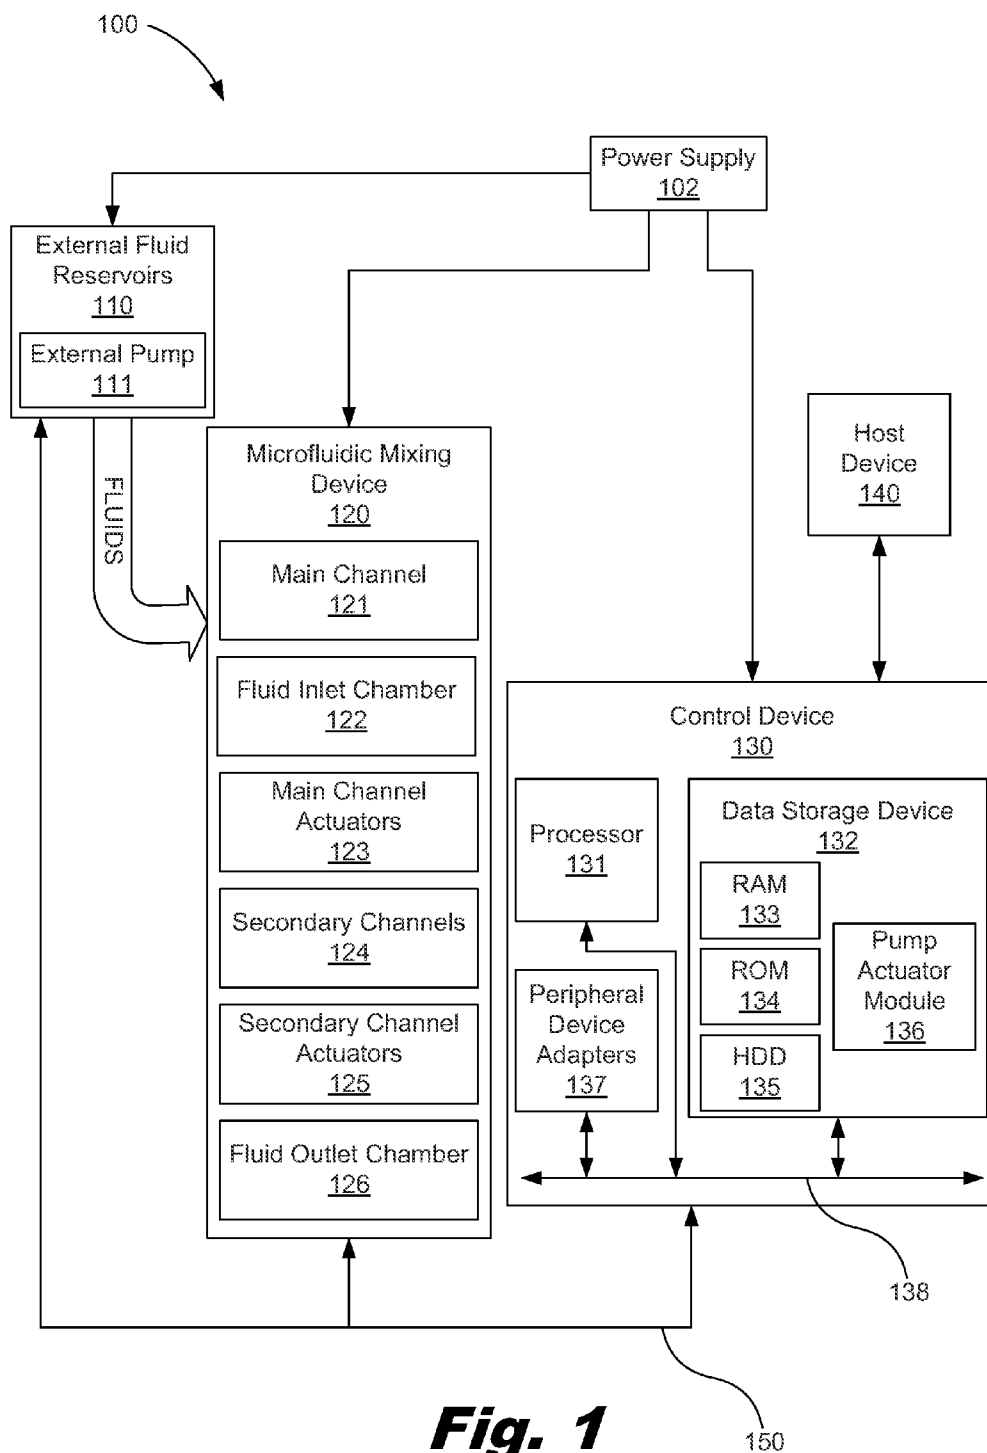 100
Power Supply
102
External Fluid
Reservoirs
110
External Pump
111
FLUIDS
Microfluidic Mixing
Device
120
Main Channel
121
Fluid Inlet Chamber
122
Main Channel
Actuators
123
Secondary Channels
124
Secondary Channel
Actuators
125
Fluid Outlet Chamber
126
Host
Device
140
Control Device
130
Processor
131
Peripheral
Device
Adapters
137
Data Storage Device
132
RAM
133
ROM
134
HDD
135
Pump
Actuator
Module
136
138
150
Fig. 1